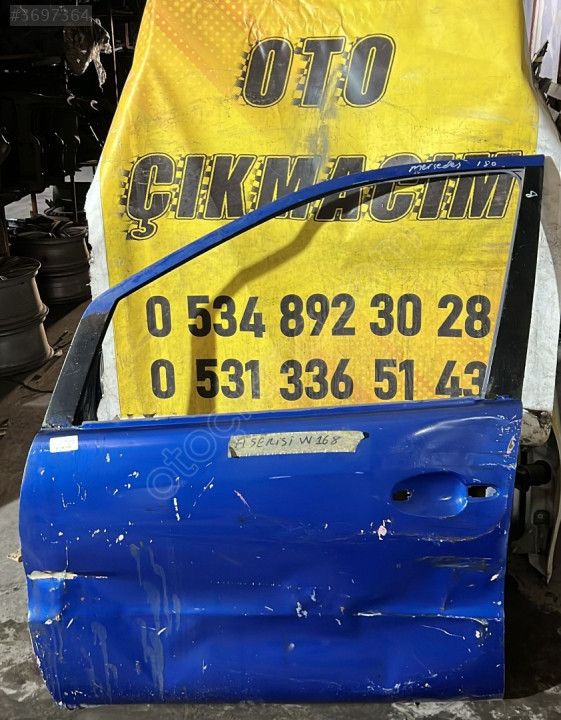 #3697364
OTO
ÇIKMACIM
mercedes 180
0 534 892 30 28
0 531 336 51 43
A SERİSİ W168